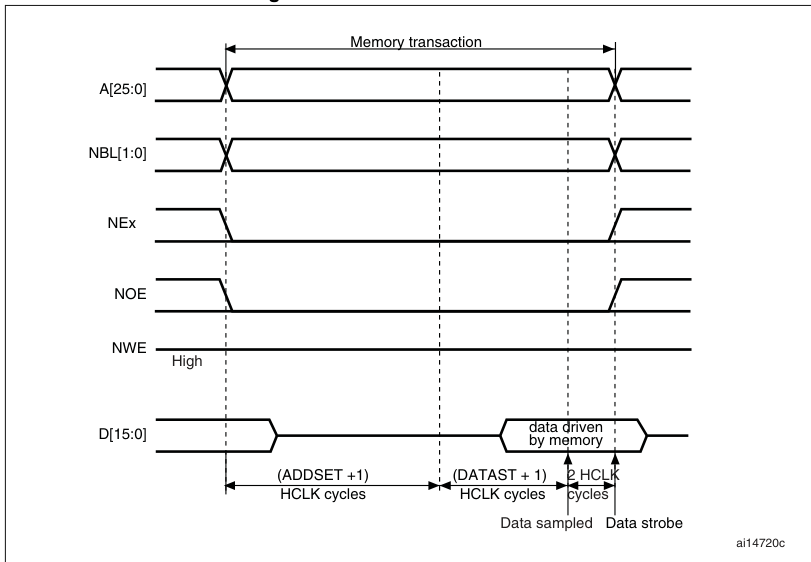 Memory transaction
A[25:0]
NBL[1:0]
NEx
NOE
NWE
High
D[15:0]
data driven
by memory
(ADDSET +1)
HCLK cycles
(DATAST + 1)
HCLK cycles
2 HCLK
cycles
Data sampled
Data strobe
ai14720c